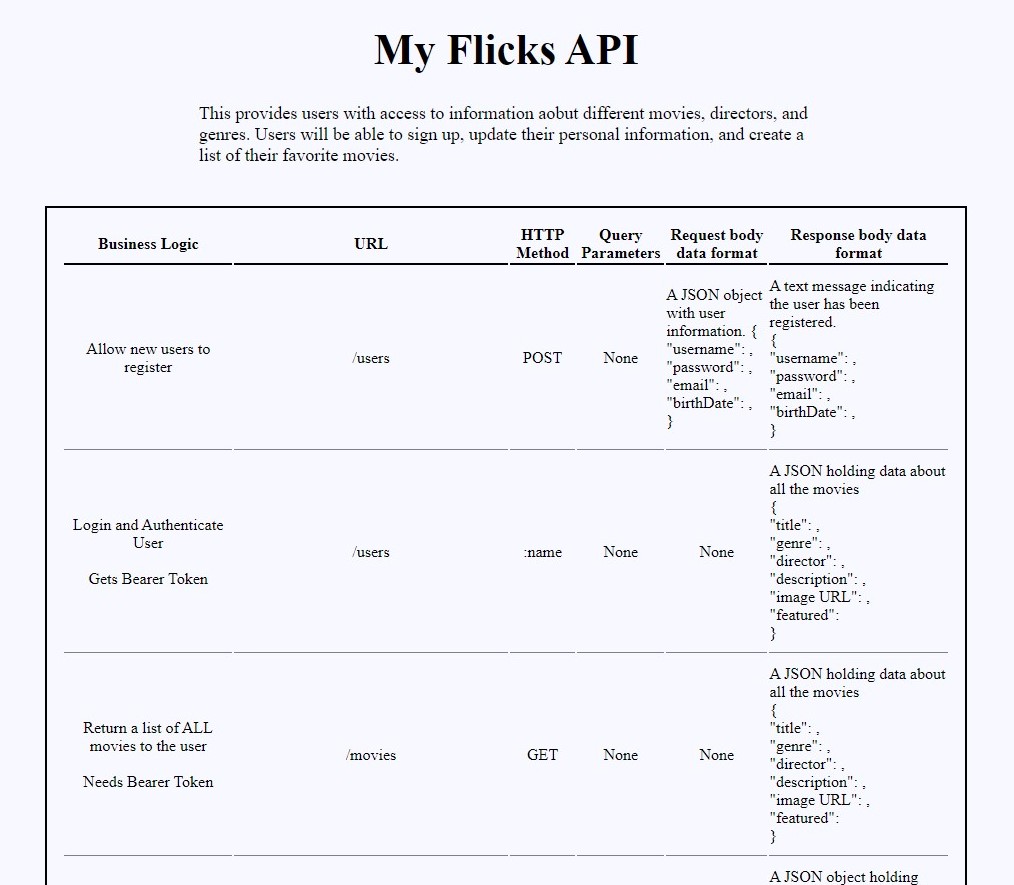 My Flicks API
This provides users with access to information aobut different movies, directors, and
genres. Users will be able to sign up, update their personal information, and create a
list of their favorite movies.
Business Logic
URL
HTTP
Method
Query
Parameters
Request body
data format
Response body data
format
Allow new users to
register
/users
POST
None
A JSON object
with user
information. {
"username": ,
"password": ,
"email": ,
"birthDate": ,
}
A text message indicating
the user has been
registered.
{
"username": ,
"password": ,
"email": ,
"birthDate": ,
}
Login and Authenticate
User
Gets Bearer Token
/users
:name
None
None
A JSON holding data about
all the movies
{
"title": ,
"genre": ,
"director": ,
"description": ,
"image URL": ,
"featured":
}
Return a list of ALL
movies to the user
Needs Bearer Token
/movies
GET
None
None
A JSON holding data about
all the movies
{
"title": ,
"genre": ,
"director": ,
"description": ,
"image URL": ,
"featured":
}
A JSON object holding